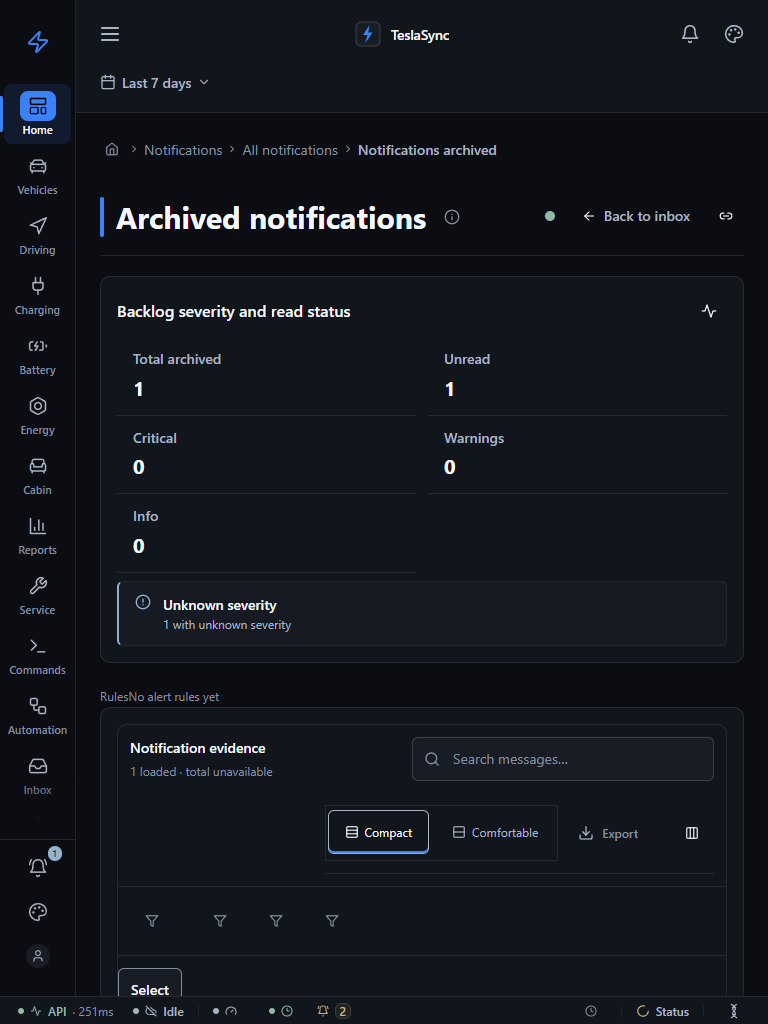 TeslaSync
Last 7 days
Home
Vehicles
Driving
Charging
Battery
Energy
Cabin
Reports
Service
Commands
Automation
Inbox
1
Notifications > All notifications > Notifications archived
Archived notifications
Back to inbox
Backlog severity and read status
Total archived
1
Unread
1
Critical
0
Warnings
0
Info
0
Unknown severity
1 with unknown severity
RulesNo alert rules yet
Notification evidence
1 loaded · total unavailable
Search messages...
Compact
Comfortable
Export
Select
API · 251ms
Idle
2
Status